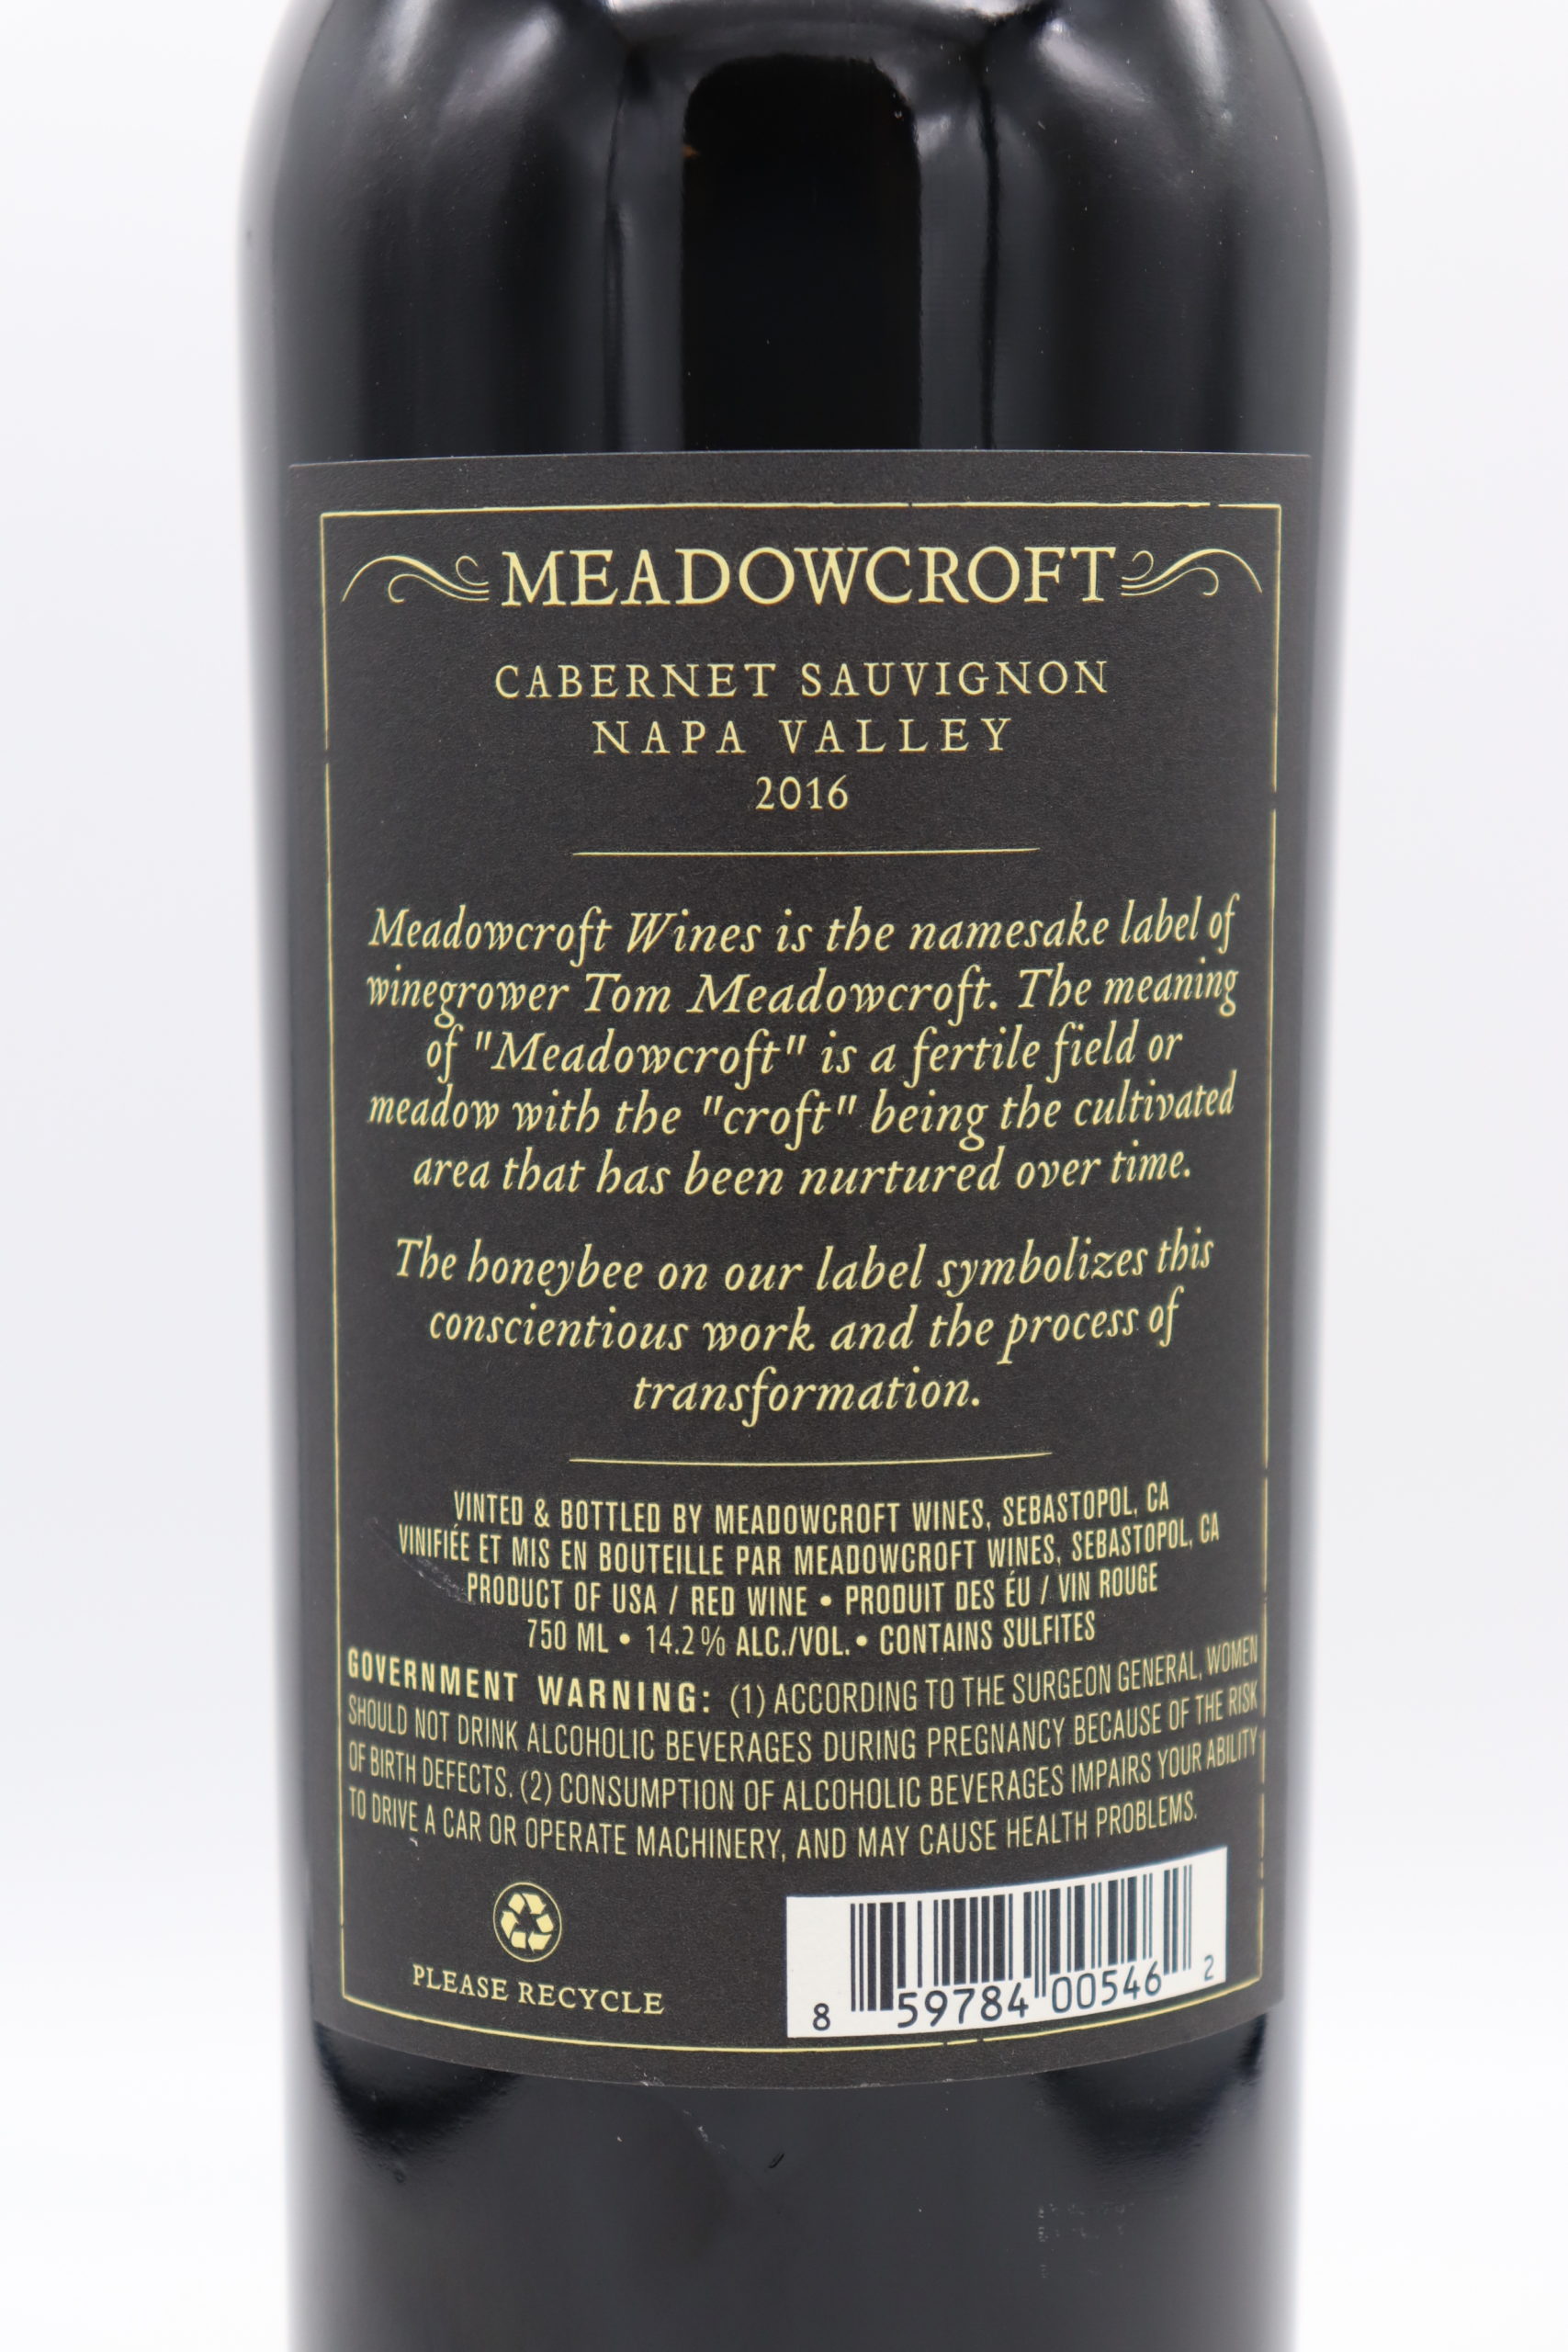 MEADOWCROFT
CABERNET SAUVIGNON
NAPA VALLEY
2016
Meadowcroft Wines is the namesake label of
winegrower Tom Meadowcroft. The meaning
of "Meadowcroft" is a fertile field or
meadow with the "croft" being the cultivated
area that has been nurtured over time.
The honeybee on our label symbolizes this
conscientious work and the process of
transformation.
VINTED & BOTTLED BY MEADOWCROFT WINES, SEBASTOPOL, CA
VINIFIÉE ET MIS EN BOUTEILLE PAR MEADOWCROFT WINES, SEBASTOPOL, CA
PRODUCT OF USA / RED WINE • PRODUIT DES ÉU / VIN ROUGE
750 ML • 14.2% ALC./VOL. • CONTAINS SULFITES
GOVERNMENT WARNING: (1) ACCORDING TO THE SURGEON GENERAL, WOMEN
SHOULD NOT DRINK ALCOHOLIC BEVERAGES DURING PREGNANCY BECAUSE OF THE RISK
OF BIRTH DEFECTS. (2) CONSUMPTION OF ALCOHOLIC BEVERAGES IMPAIRS YOUR ABILITY
TO DRIVE A CAR OR OPERATE MACHINERY, AND MAY CAUSE HEALTH PROBLEMS.
PLEASE RECYCLE
8 59784 00546 2